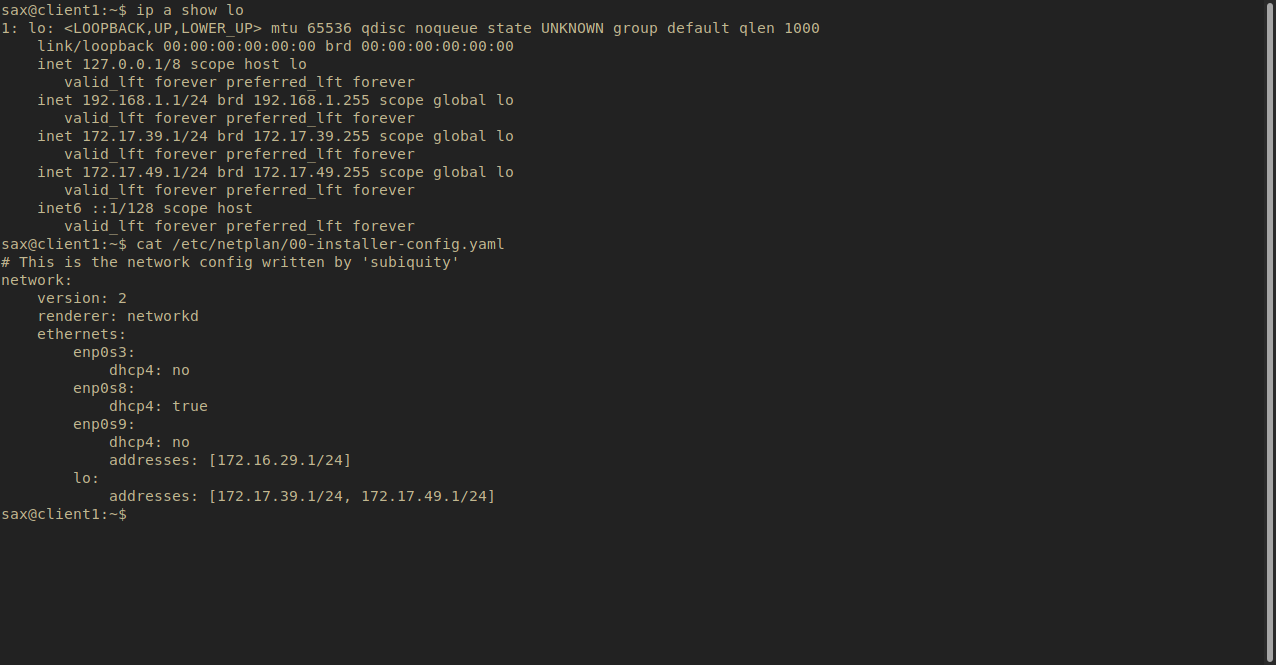 sax@client1:~$ ip a show lo
1: lo: <LOOPBACK,UP,LOWER_UP> mtu 65536 qdisc noqueue state UNKNOWN group default qlen 1000
    link/loopback 00:00:00:00:00:00 brd 00:00:00:00:00:00
    inet 127.0.0.1/8 scope host lo
       valid_lft forever preferred_lft forever
    inet 192.168.1.1/24 brd 192.168.1.255 scope global lo
       valid_lft forever preferred_lft forever
    inet 172.17.39.1/24 brd 172.17.39.255 scope global lo
       valid_lft forever preferred_lft forever
    inet 172.17.49.1/24 brd 172.17.49.255 scope global lo
       valid_lft forever preferred_lft forever
    inet6 ::1/128 scope host
       valid_lft forever preferred_lft forever
sax@client1:~$ cat /etc/netplan/00-installer-config.yaml
# This is the network config written by 'subiquity'
network:
    version: 2
    renderer: networkd
    ethernets:
        enp0s3:
            dhcp4: no
        enp0s8:
            dhcp4: true
        enp0s9:
            dhcp4: no
            addresses: [172.16.29.1/24]
        lo:
            addresses: [172.17.39.1/24, 172.17.49.1/24]
sax@client1:~$